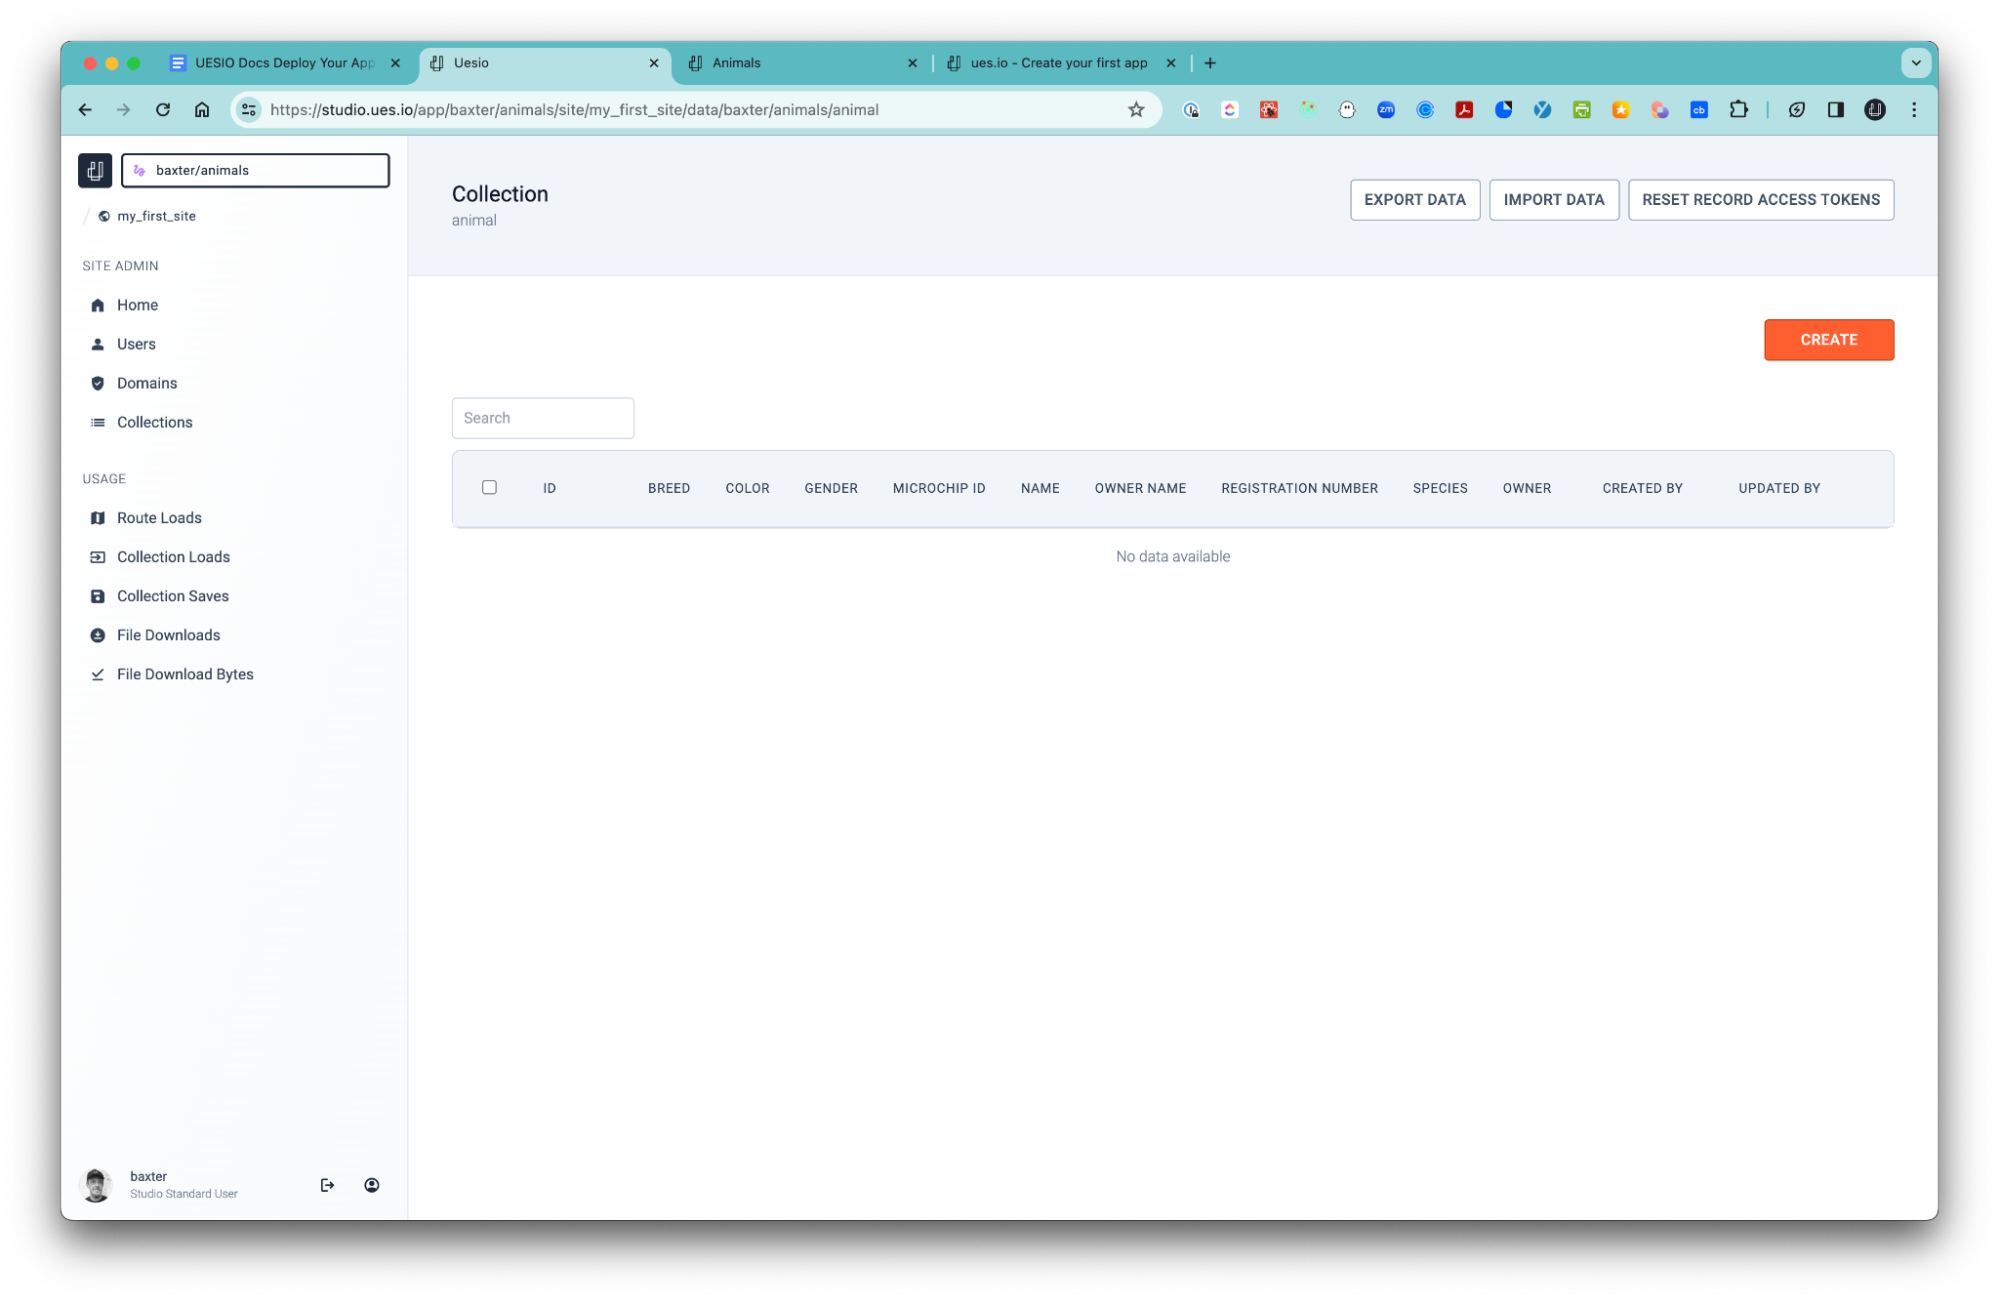 UESIO Docs Deploy Your App
Uesio
Animals
ues.io - Create your first app
https://studio.ues.io/app/baxter/animals/site/my_first_site/data/baxter/animals/animal
zm
cb
baxter/animals
/ my_first_site
SITE ADMIN
Home
Users
Domains
Collections
USAGE
Route Loads
Collection Loads
Collection Saves
File Downloads
File Download Bytes
baxter
Studio Standard User
Collection
animal
EXPORT DATA
IMPORT DATA
RESET RECORD ACCESS TOKENS
CREATE
Search
ID BREED COLOR GENDER MICROCHIP ID NAME OWNER NAME REGISTRATION NUMBER SPECIES OWNER CREATED BY UPDATED BY
No data available